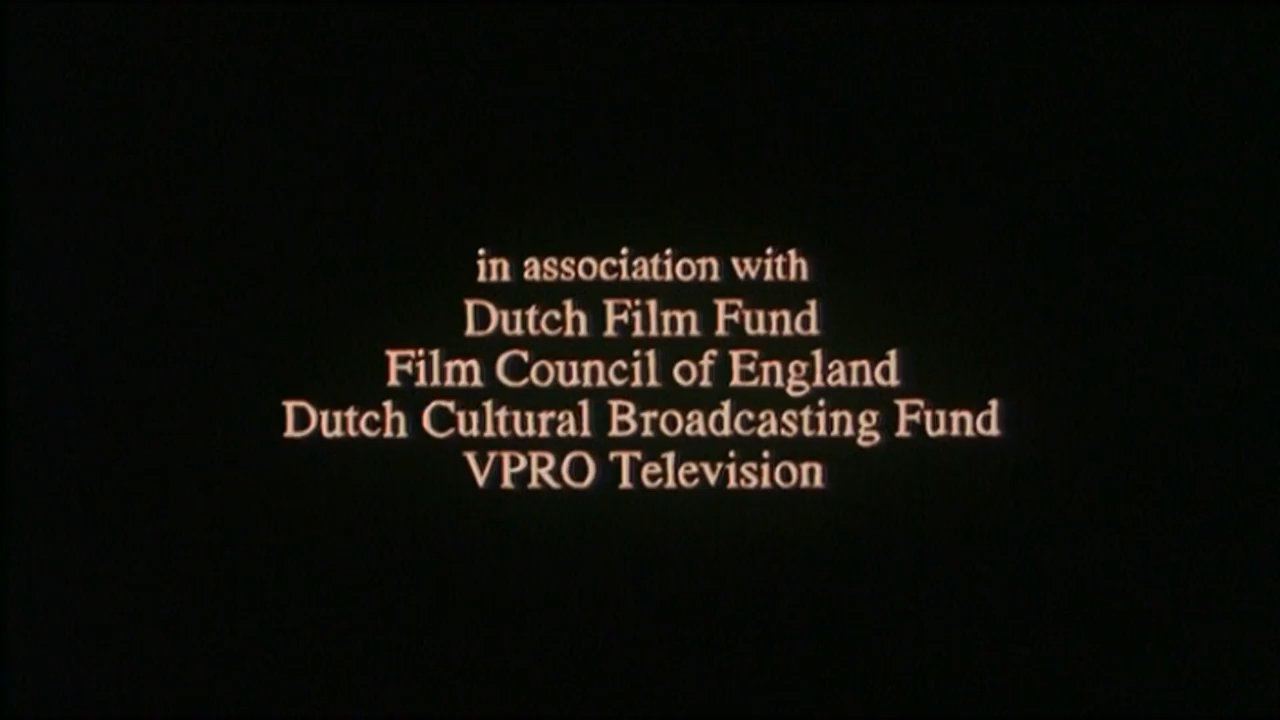 in association with
Dutch Film Fund
Film Council of England
Dutch Cultural Broadcasting Fund
VPRO Television